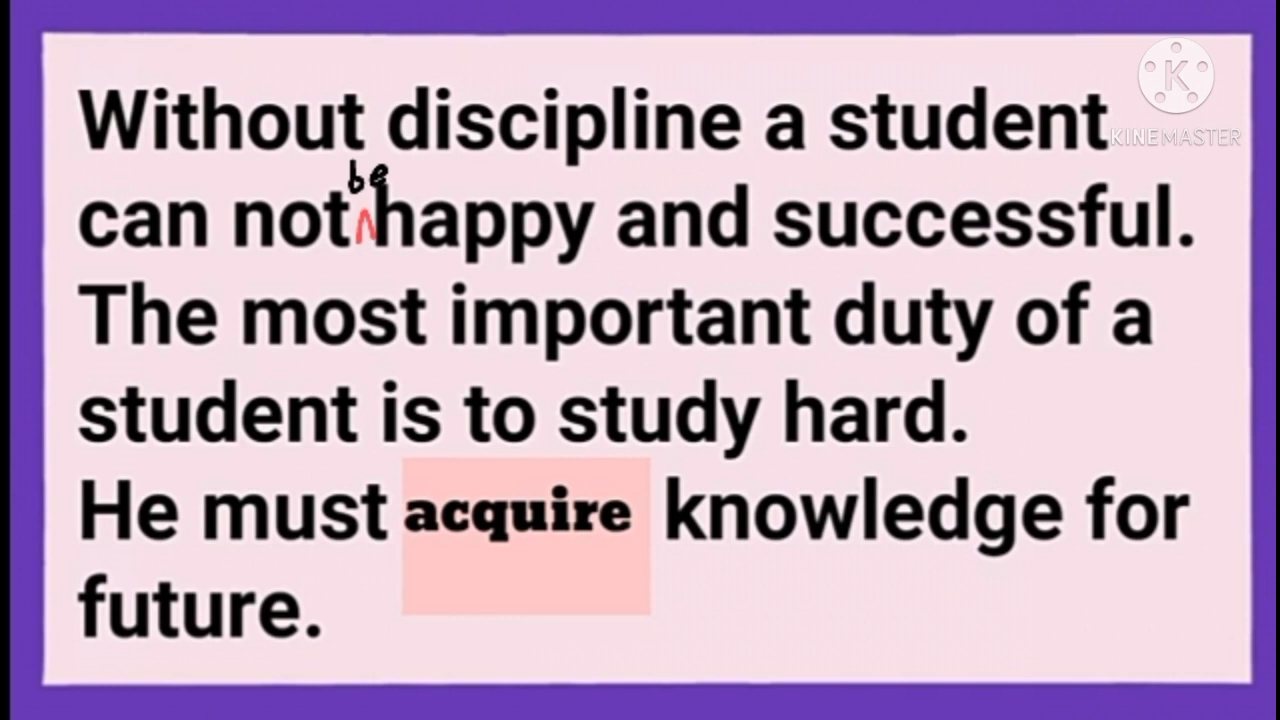 Without discipline a student
KINEMASTER
can not be happy and successful.
The most important duty of a
student is to study hard.
He must acquire knowledge for
future.